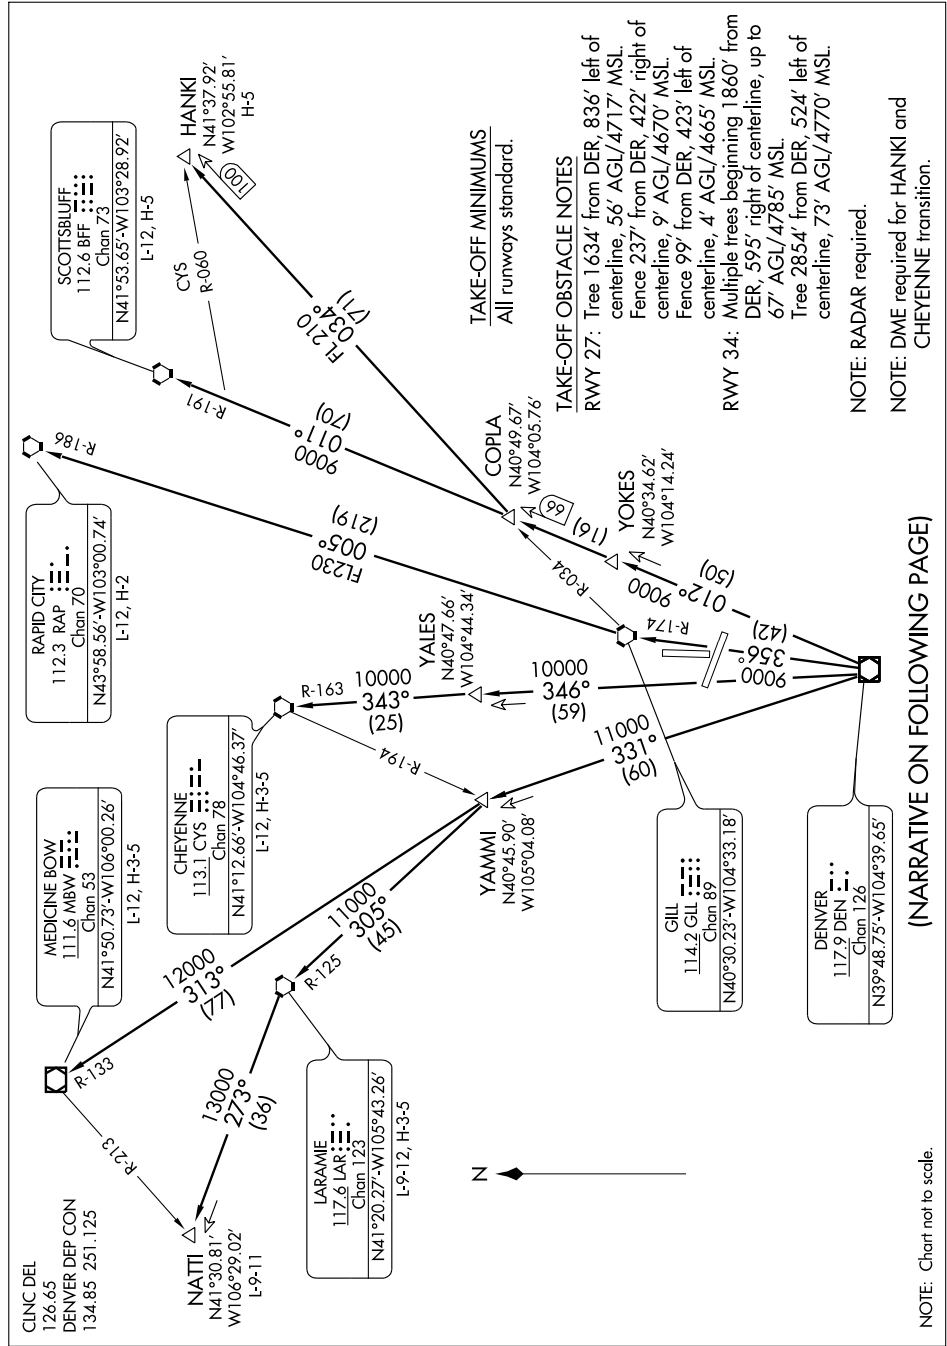 CLNC DEL
126.65
DENVER DEP CON
134.85 251.125
RAPID CITY
112.3 RAP
Chan 70
N43°58.56'-W103°00.74'
L-12, H-2
R-186
SCOTTSBLUFF
112.6 BFF
Chan 73
N41°53.65'-W103°28.92'
L-12, H-5
R-191
HANKI
N41°37.92'
W102°55.81'
H-5
100
CYS
R-060
MEDICINE BOW
111.6 MBW
Chan 53
N41°50.73'-W106°00.26'
L-12, H-3-5
R-133
R-213
NATTI
N41°30.81'
W106°29.02'
L-9-11
13000
273°
(36)
LARAMIE
117.6 LAR
Chan 123
N41°20.27'-W105°43.26'
L-9-12, H-3-5
R-125
12000
313°
(77)
11000
305°
(45)
CHEYENNE
113.1 CYS
Chan 78
N41°12.66'-W104°46.37'
L-12, H-3-5
R-163
R-194
10000
343°
(25)
YALES
N40°47.66'
W104°44.34'
10000
346°
(59)
YAMMI
N40°45.90'
W105°04.08'
11000
331°
(60)
FL230
005°
(219)
9000
011°
(70)
FL210
034°
(71)
COPLA
N40°49.67'
W104°05.76'
66
(16)
R-034
YOKES
N40°34.62'
W104°14.24'
9000
012°
(50)
R-174
9000
356°
(42)
GILL
114.2 GLL
Chan 89
N40°30.23'-W104°33.18'
DENVER
117.9 DEN
Chan 126
N39°48.75'-W104°39.65'
N
TAKE-OFF MINIMUMS
All runways standard.
TAKE-OFF OBSTACLE NOTES
RWY 27: Tree 1634' from DER, 836' left of
centerline, 56' AGL/4717' MSL.
Fence 237' from DER, 422' right of
centerline, 9' AGL/4670' MSL.
Fence 99' from DER, 423' left of
centerline, 4' AGL/4665' MSL.
RWY 34: Multiple trees beginning 1860' from
DER, 595' right of centerline, up to
67' AGL/4785' MSL.
Tree 2854' from DER, 524' left of
centerline, 73' AGL/4770' MSL.
NOTE: RADAR required.
NOTE: DME required for HANKI and
CHEYENNE transition.
(NARRATIVE ON FOLLOWING PAGE)
NOTE: Chart not to scale.